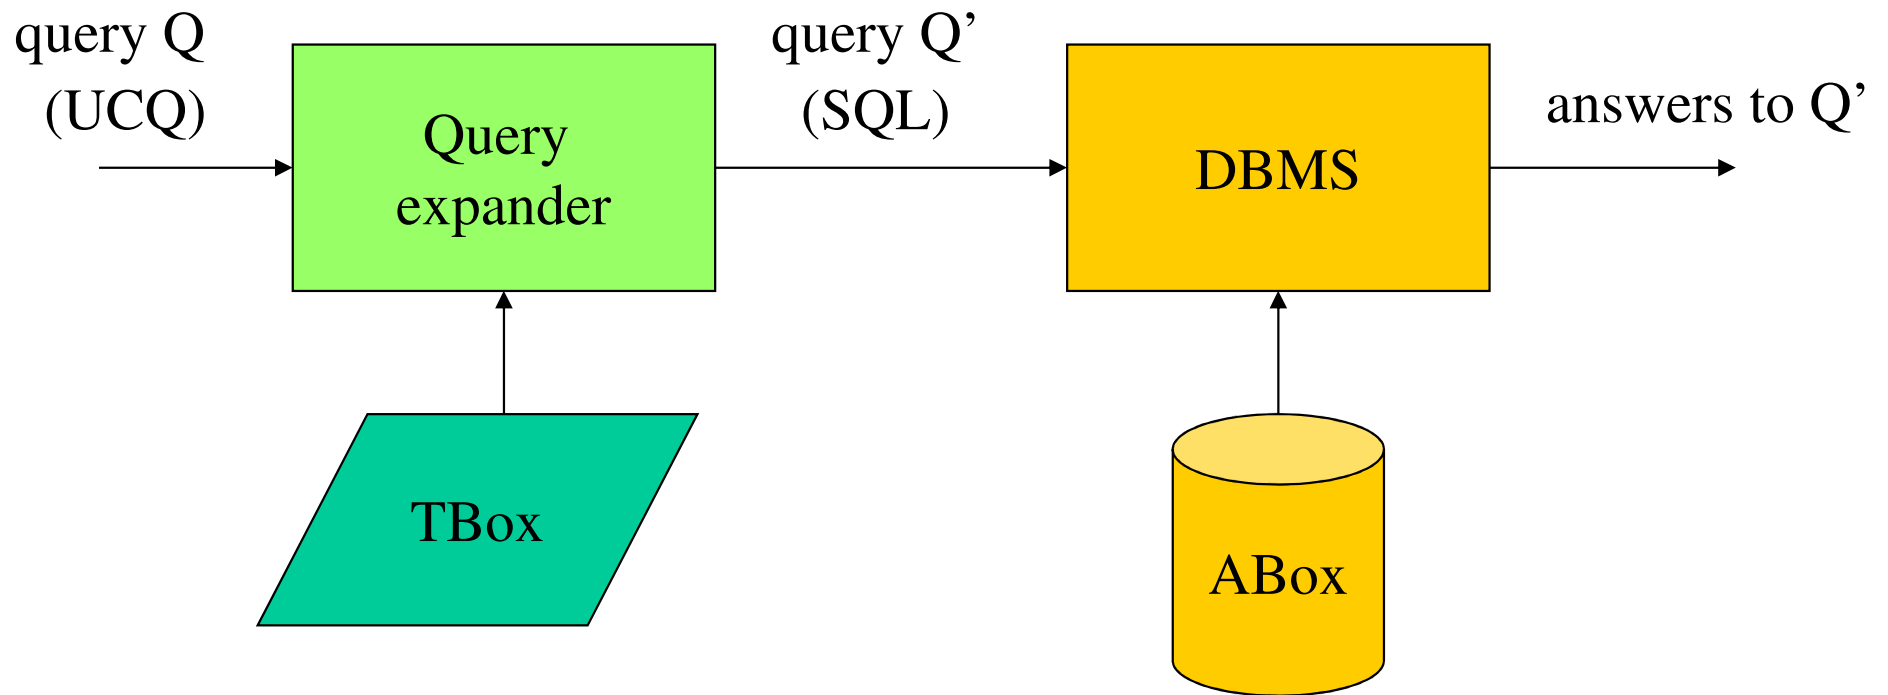 query Q
(UCQ)
Query
expander
query Q’
(SQL)
DBMS
answers to Q’
TBox
ABox